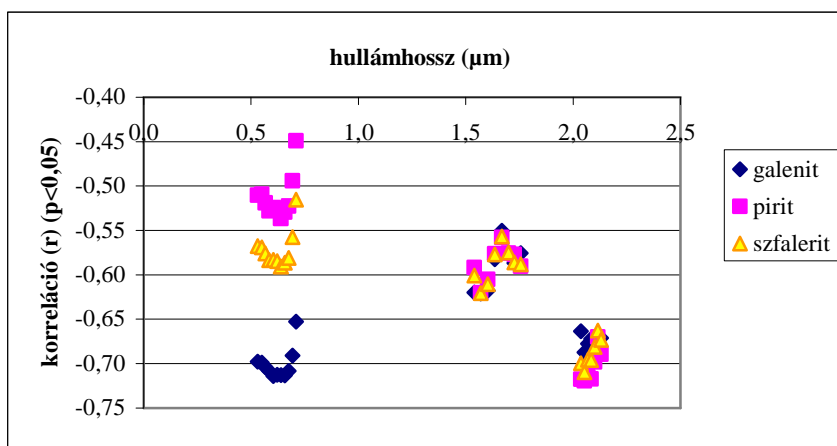 hullámhossz (µm)
-0,40
-0,45
-0,50
-0,55
-0,60
-0,65
-0,70
-0,75
0,0 0,5 1,0 1,5 2,0 2,5
korreláció (r) (p<0,05)
galenit
pirit
szfalerit